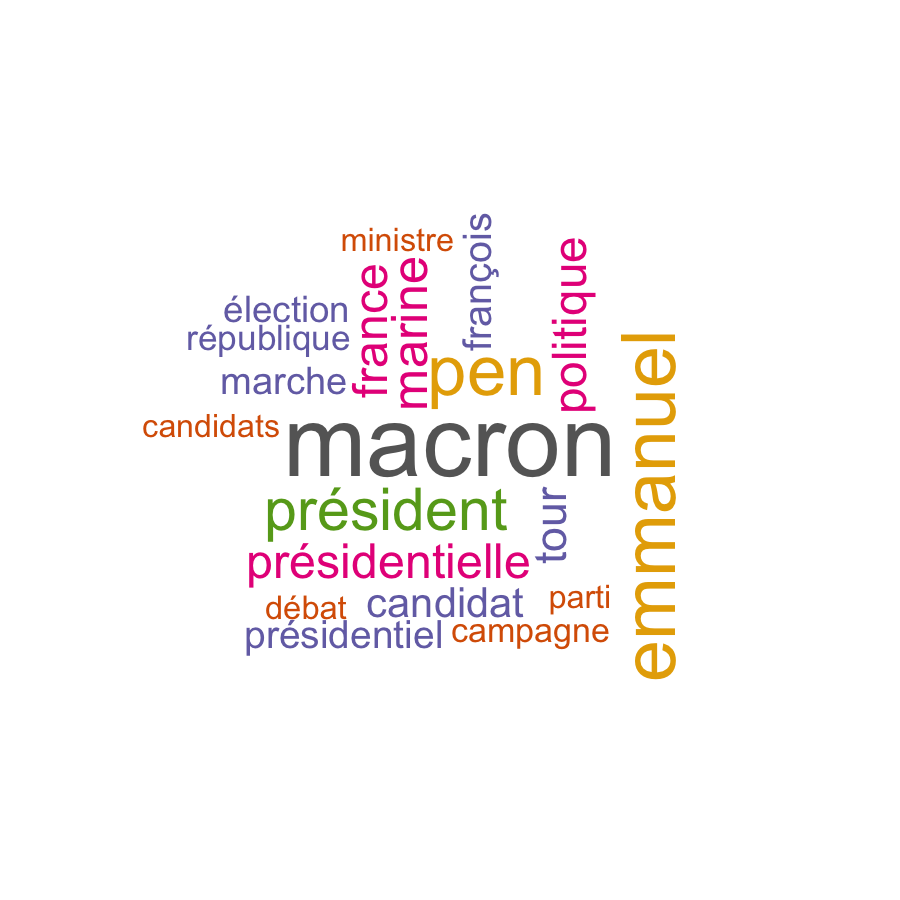 ministre
françois
politique
france
marine
élection
république
marche
pen
emmanuel
candidats
macron
président
tour
présidentielle
débat
candidat
parti
présidentiel
campagne